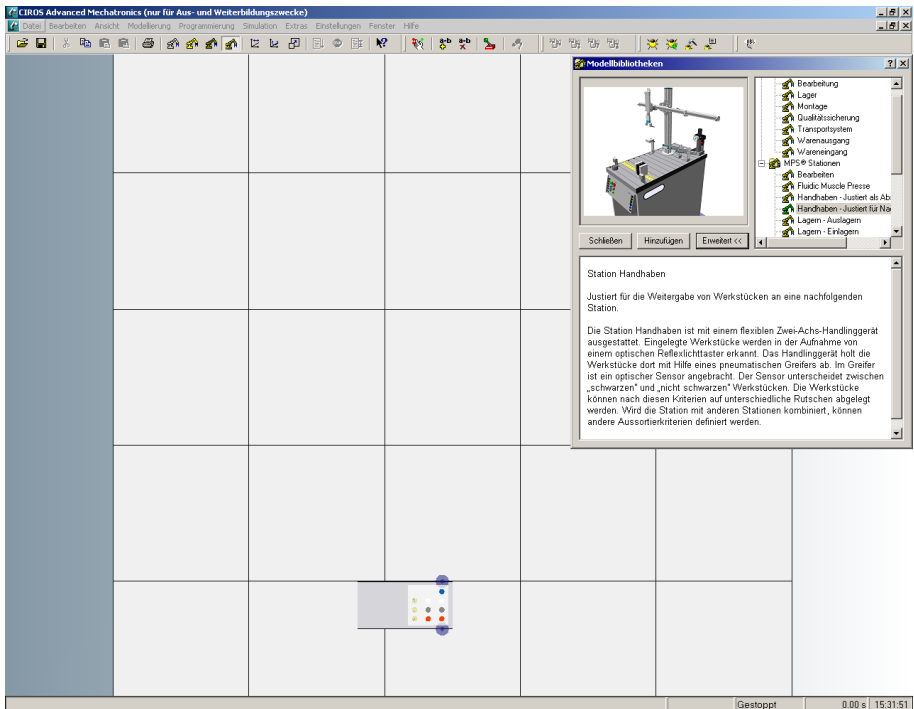 CIROS Advanced Mechatronics (nur für Aus- und Weiterbildungszwecke)
Datei Bearbeiten Ansicht Modellierung Programmierung Simulation Extras Einstellungen Fenster Hilfe
a-b a-b
Modellbibliotheken
Bearbeitung
Lager
Montage
Qualitätssicherung
Transportsystem
Warenausgang
Wareneingang
MPS® Stationen
Bearbeiten
Fluidic Muscle Presse
Handhaben - Justiert als Ab
Handhaben - Justiert für Na
Lagern - Auslagern
Lagern - Einlagern
Schließen Hinzufügen Erweitert <<
Station Handhaben
Justiert für die Weitergabe von Werkstücken an eine nachfolgenden
Station.
Die Station Handhaben ist mit einem flexiblen Zwei-Achs-Handlinggerät
ausgestattet. Eingelegte Werkstücke werden in der Aufnahme von
einem optischen Reflexlichttaster erkannt. Das Handlinggerät holt die
Werkstücke dort mit Hilfe eines pneumatischen Greifers ab. Im Greifer
ist ein optischer Sensor angebracht. Der Sensor unterscheidet zwischen
„schwarzen" und „nicht schwarzen" Werkstücken. Die Werkstücke
können nach diesen Kriterien auf unterschiedliche Rutschen abgelegt
werden. Wird die Station mit anderen Stationen kombiniert, können
andere Aussortierkriterien definiert werden.
Gestoppt 0.00 s 15:31:51